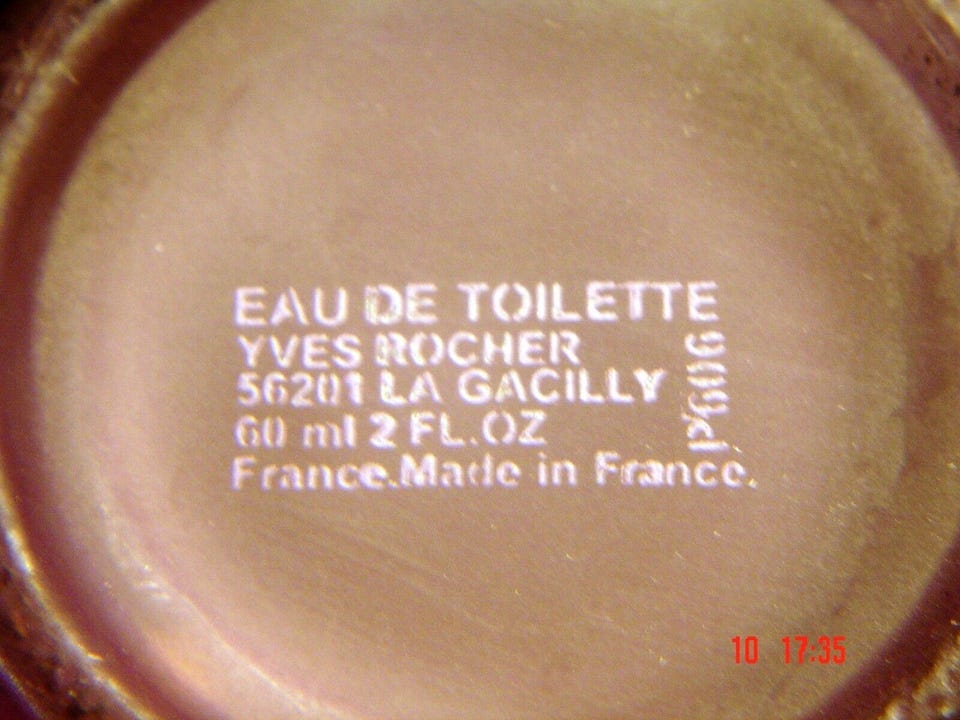 EAU DE TOILETTE
YVES ROCHER
56201 LA GACILLY
60 ml 2 FL.OZ
France.Made in France.
P606
10 17:35